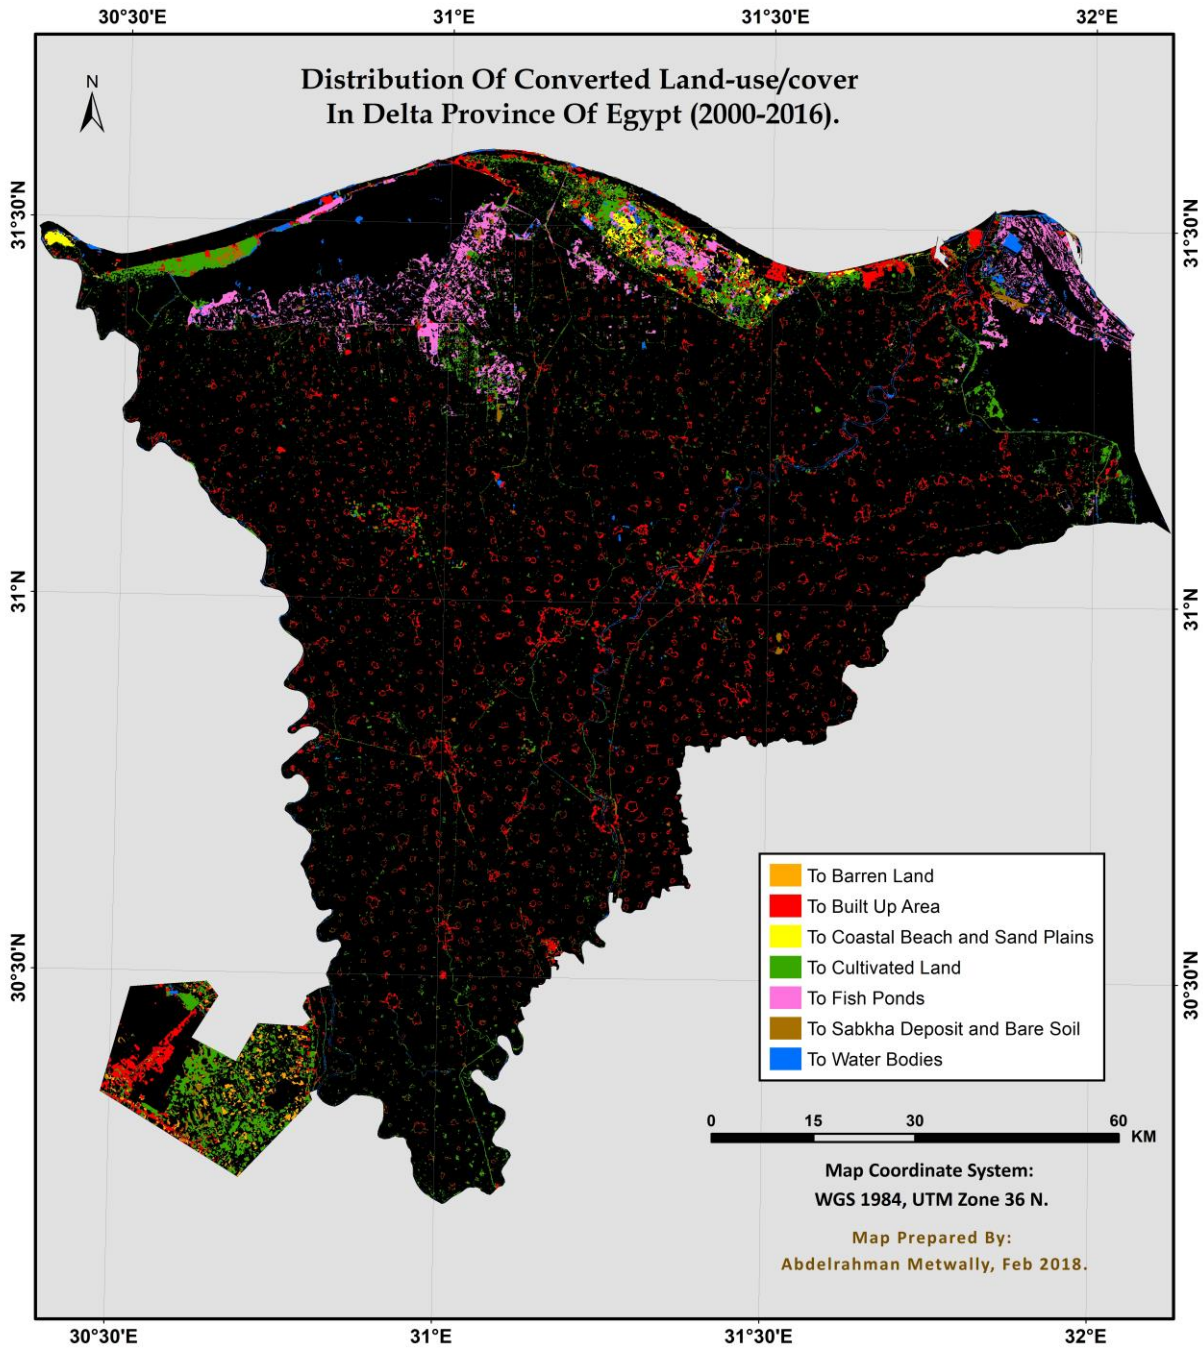 30°30'E 31°E 31°30'E 32°E
N
Distribution Of Converted Land-use/cover
In Delta Province Of Egypt (2000-2016).
31°30'N 31°30'N
31°N 31°N
30°30'N 30°30'N
To Barren Land
To Built Up Area
To Coastal Beach and Sand Plains
To Cultivated Land
To Fish Ponds
To Sabkha Deposit and Bare Soil
To Water Bodies
0 15 30 60
KM
Map Coordinate System:
WGS 1984, UTM Zone 36 N.
Map Prepared By:
Abdelrahman Metwally, Feb 2018.
30°30'E 31°E 31°30'E 32°E